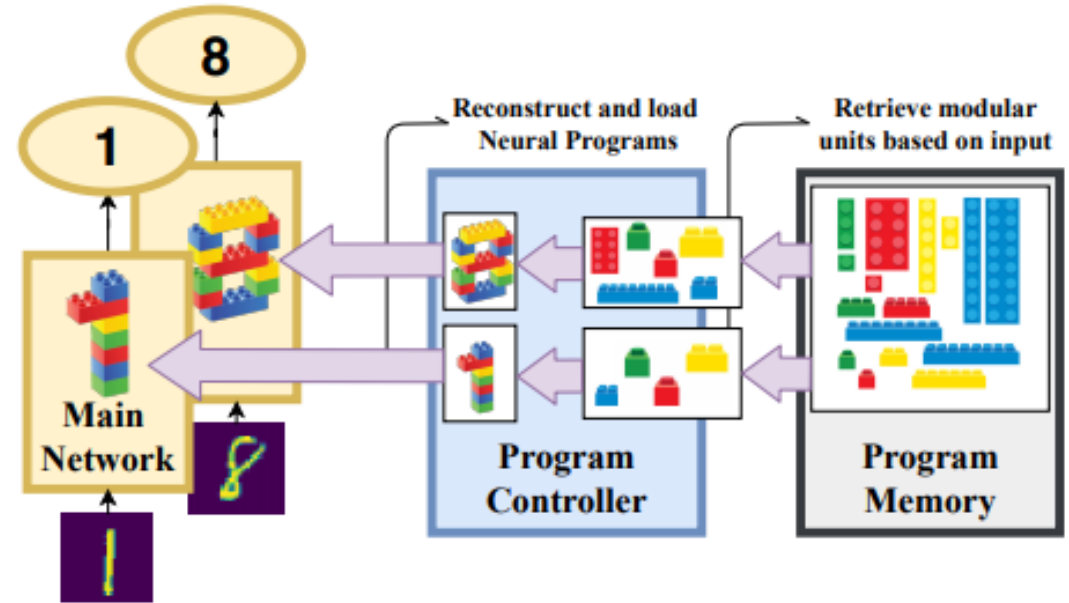 8
1
Reconstruct and load
Neural Programs
Retrieve modular
units based on input
Main
Network
Program
Controller
Program
Memory